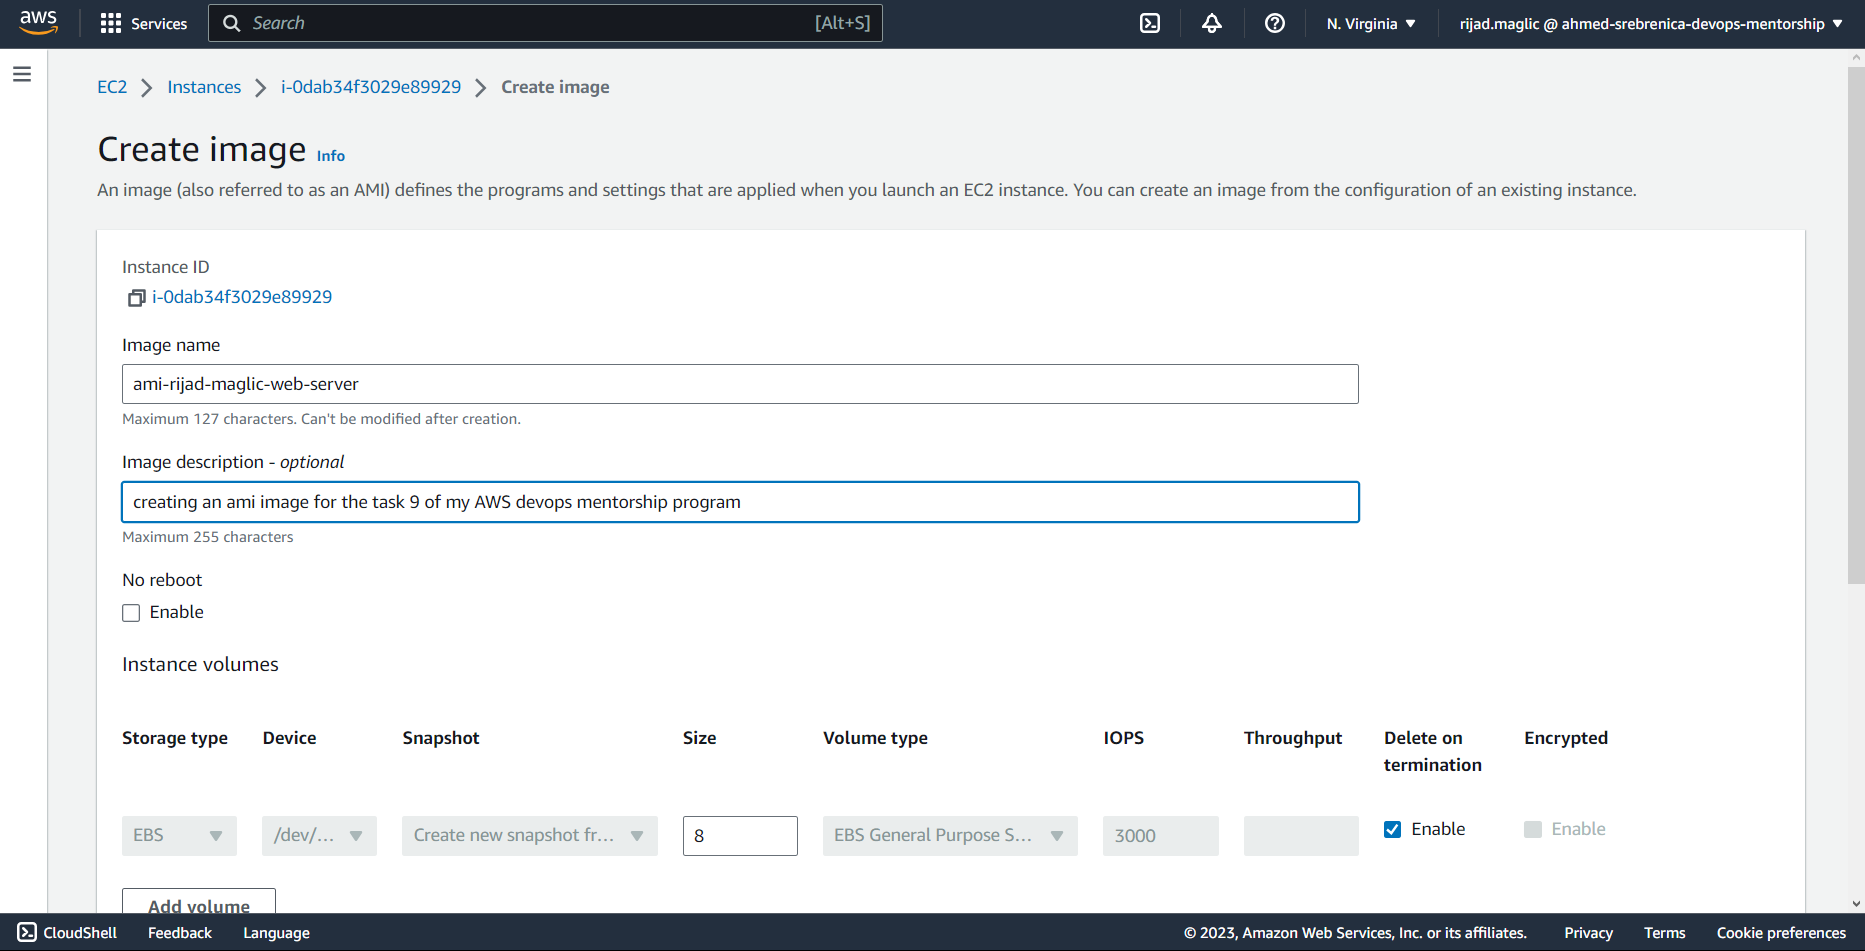 aws Services Search [Alt+S] N. Virginia rijad.maglic @ ahmed-srebrenica-devops-mentorship
EC2 Instances i-0dab34f3029e89929 Create image
Create image Info
An image (also referred to as an AMI) defines the programs and settings that are applied when you launch an EC2 instance. You can create an image from the configuration of an existing instance.
Instance ID
i-0dab34f3029e89929
Image name
ami-rijad-maglic-web-server
Maximum 127 characters. Can't be modified after creation.
Image description - optional
creating an ami image for the task 9 of my AWS devops mentorship program
Maximum 255 characters
No reboot
Enable
Instance volumes
Storage type Device Snapshot Size Volume type IOPS Throughput Delete on termination Encrypted
EBS /dev/... Create new snapshot fr... 8 EBS General Purpose S... 3000 Enable Enable
Add volume
CloudShell Feedback Language © 2023, Amazon Web Services, Inc. or its affiliates. Privacy Terms Cookie preferences